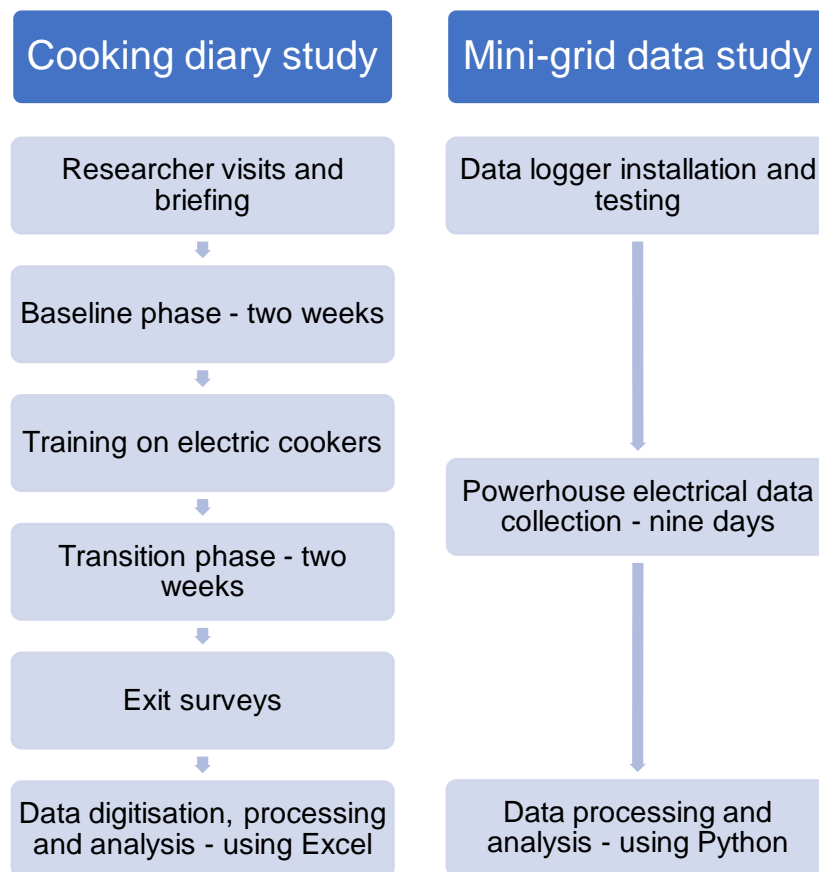 Cooking diary study
Researcher visits and
briefing
Baseline phase - two weeks
Training on electric cookers
Transition phase - two
weeks
Exit surveys
Data digitisation, processing
and analysis - using Excel
Mini-grid data study
Data logger installation and
testing
Powerhouse electrical data
collection - nine days
Data processing and
analysis - using Python